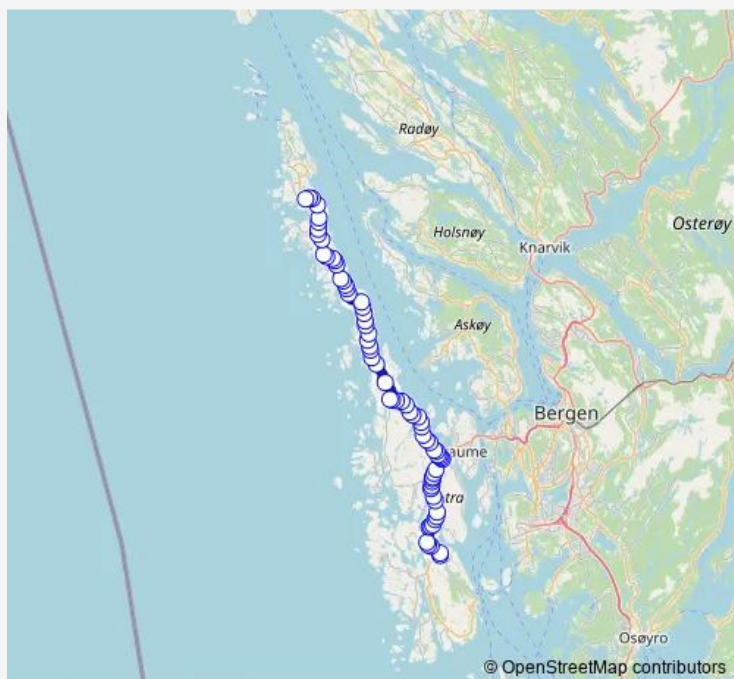 Radøy
Osterøy
Holsnøy
Knarvik
Askøy
Bergen
aume
tra
Osøyro
© OpenStreetMap contributors